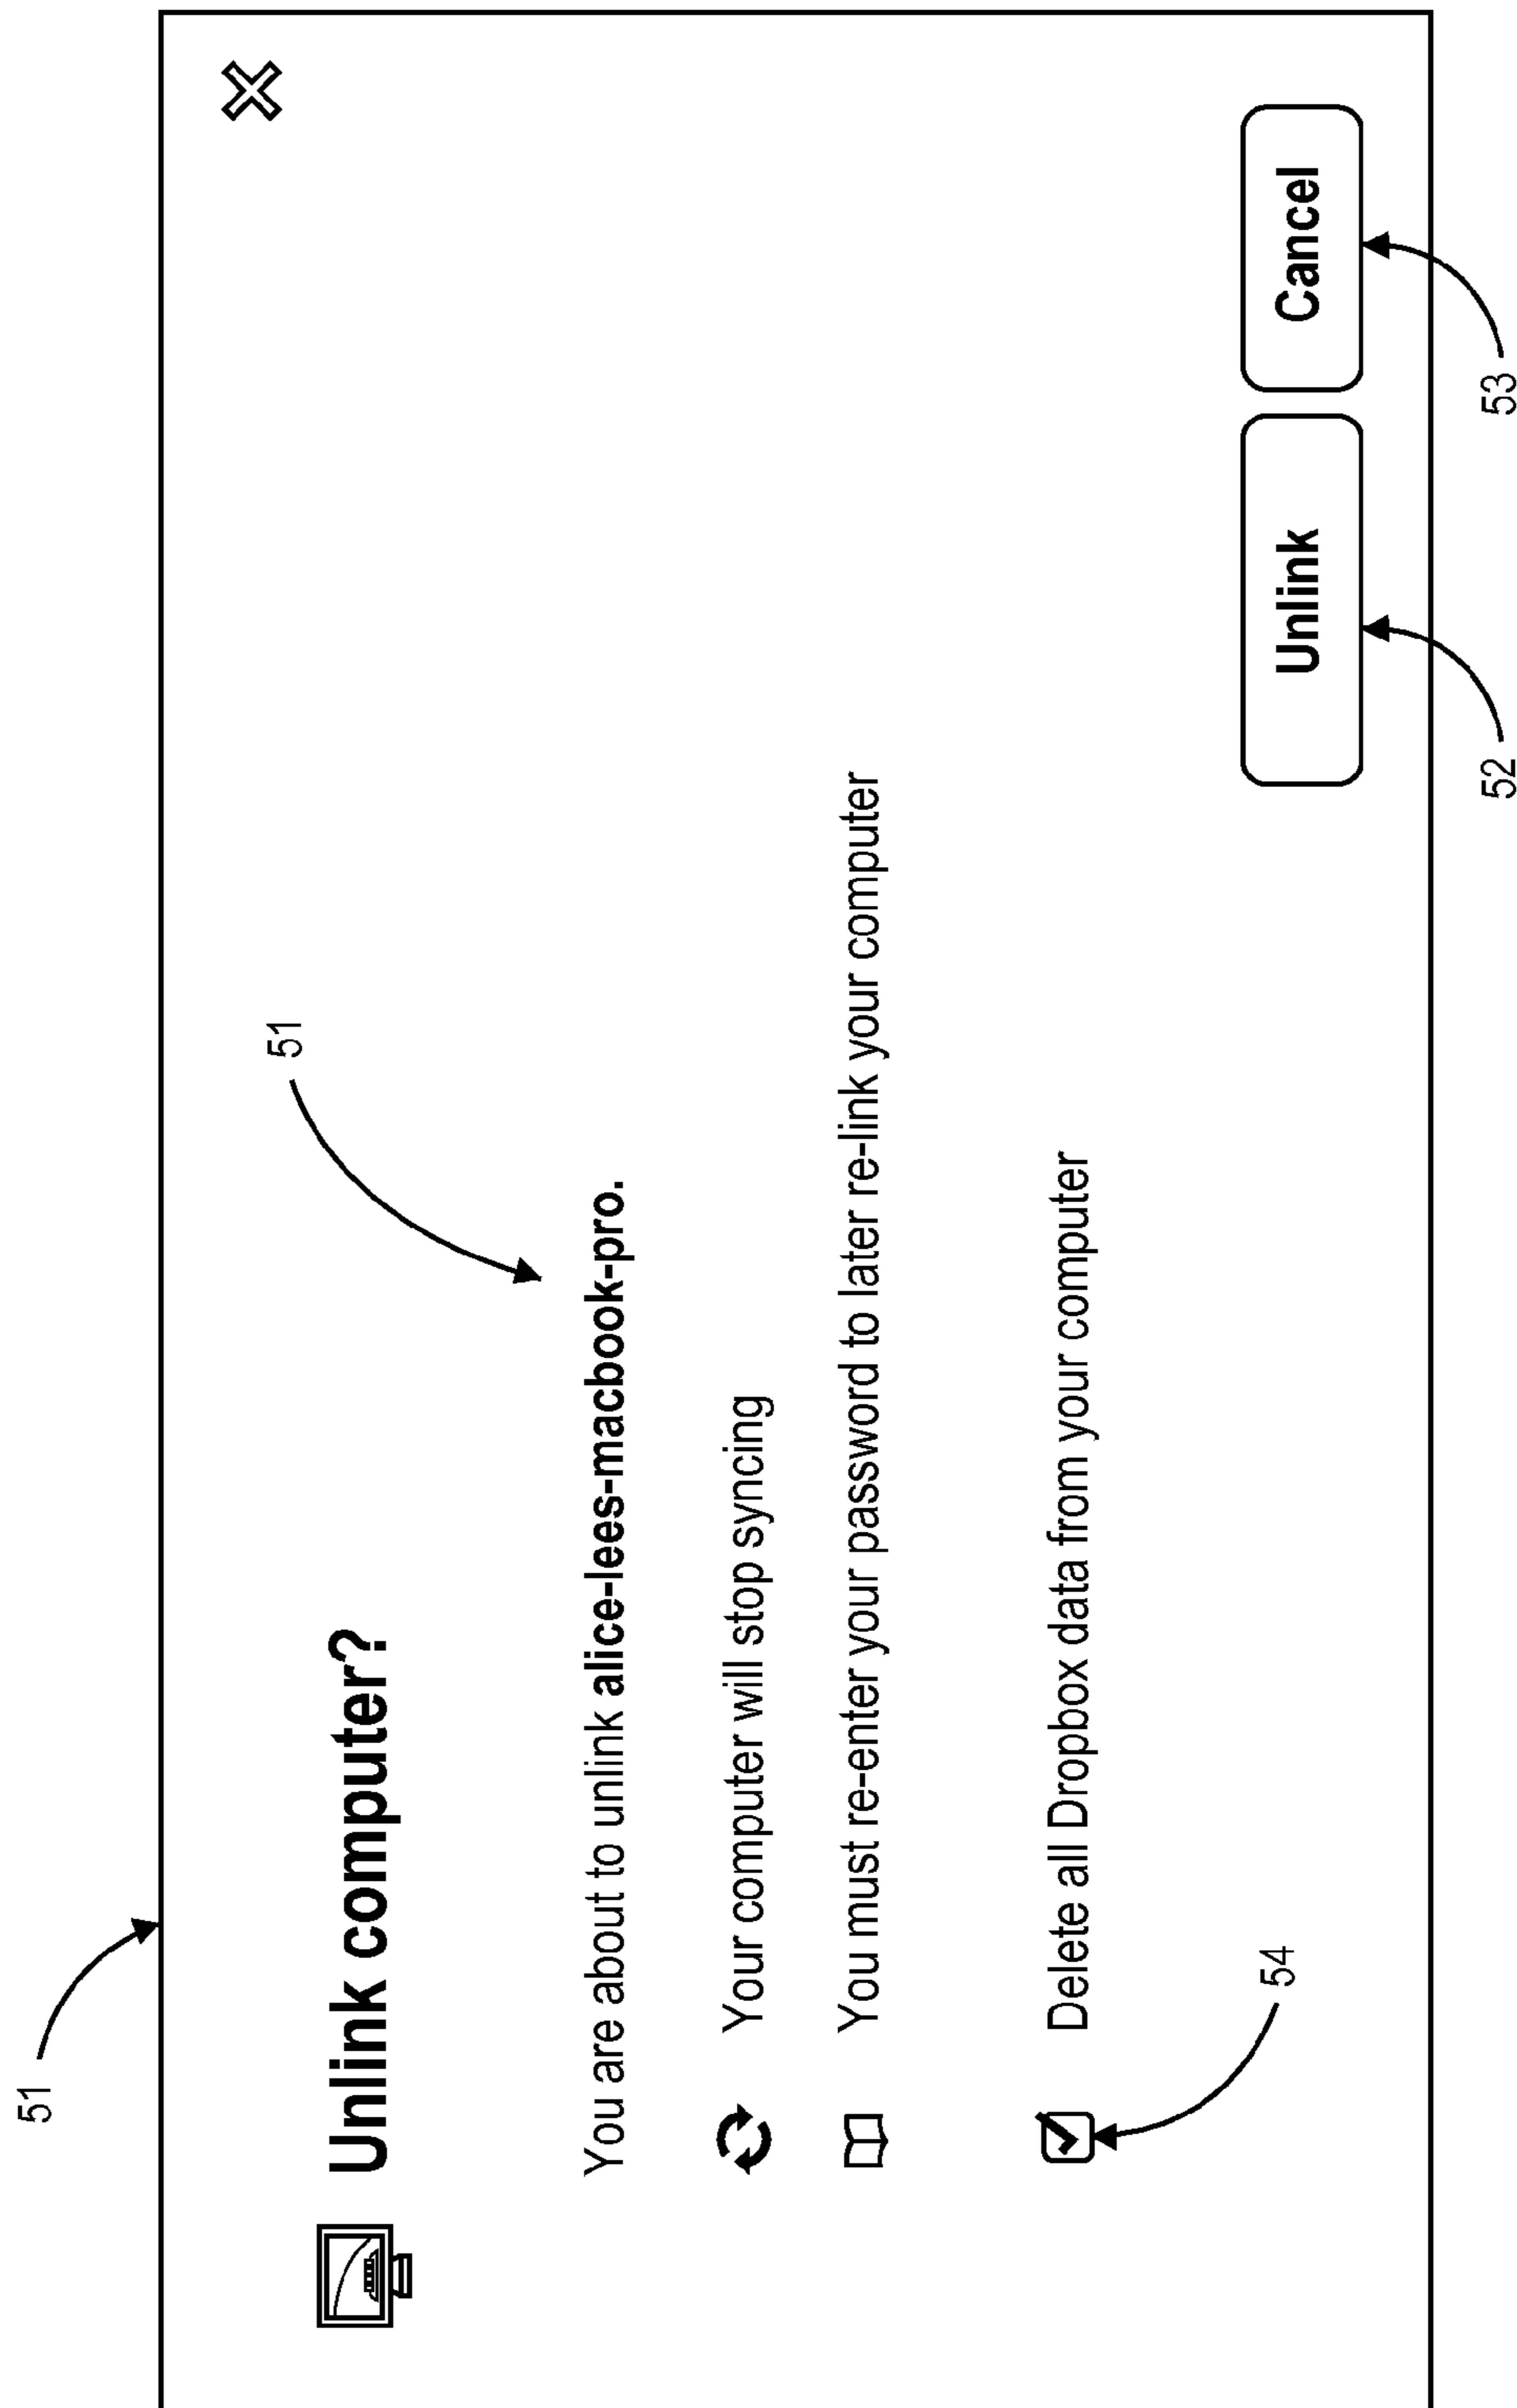 51
Unlink computer?
51
You are about to unlink alice-lees-macbook-pro.
Your computer will stop syncing
You must re-enter your password to later re-link your computer
Delete all Dropbox data from your computer
54
Unlink
Cancel
52
53